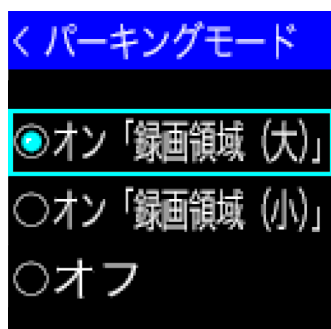 < パーキングモード
◎オン「録画領域（大）」
○オン「録画領域（小）」
○オフ